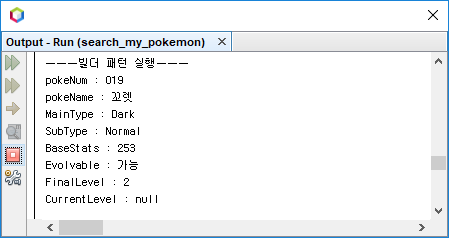 Output - Run (search_my_pokemon)
———빌더 패턴 실행———
pokeNum : 019
pokeName : 꼬렛
MainType : Dark
SubType : Normal
BaseStats : 253
Evolvable : 가능
FinalLevel : 2
CurrentLevel : null